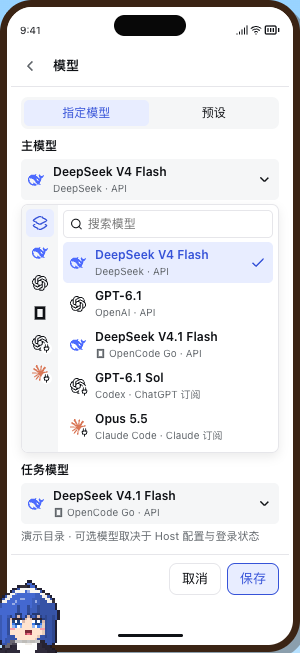 9:41
模型
指定模型
预设
主模型
DeepSeek V4 Flash
DeepSeek · API
搜索模型
DeepSeek V4 Flash
DeepSeek · API
GPT-6.1
OpenAI · API
DeepSeek V4.1 Flash
OpenCode Go · API
GPT-6.1 Sol
Codex · ChatGPT 订阅
Opus 5.5
Claude Code · Claude 订阅
任务模型
DeepSeek V4.1 Flash
OpenCode Go · API
演示目录 · 可选模型取决于 Host 配置与登录状态
取消
保存